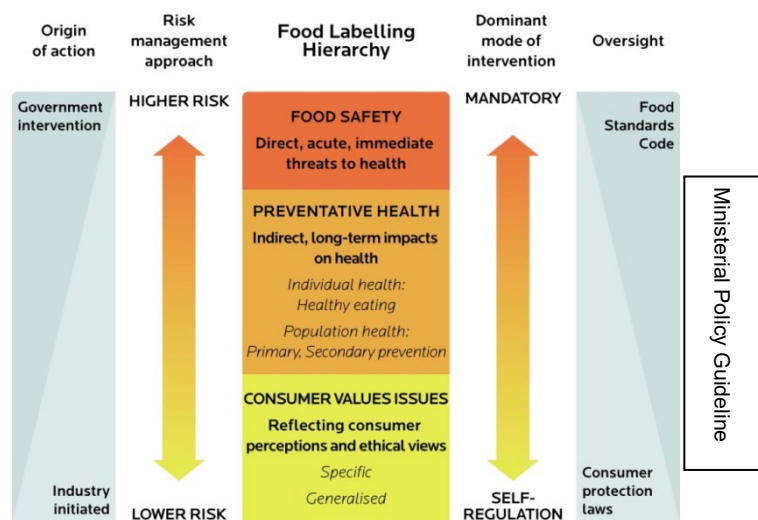 Origin
of action
Risk
management
approach
Food Labelling
Hierarchy
Dominant
mode of
intervention
Oversight
Government
intervention
HIGHER RISK
FOOD SAFETY
Direct, acute, immediate
threats to health
MANDATORY
Food
Standards
Code
PREVENTATIVE HEALTH
Indirect, long-term impacts
on health
Individual health:
Healthy eating
Population health:
Primary, Secondary prevention
CONSUMER VALUES ISSUES
Reflecting consumer
perceptions and ethical views
Specific
Generalised
Industry
initiated
LOWER RISK
SELF-
REGULATION
Consumer
protection
laws
Ministerial Policy Guideline